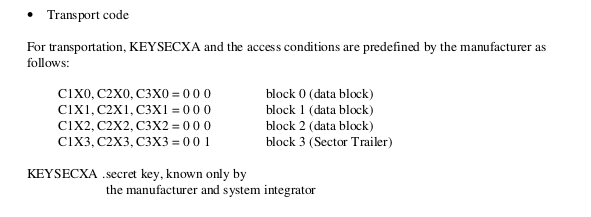 • Transport code
For transportation, KEYSECXA and the access conditions are predefined by the manufacturer as
follows:
C1X0, C2X0, C3X0 = 0 0 0 block 0 (data block)
C1X1, C2X1, C3X1 = 0 0 0 block 1 (data block)
C1X2, C2X2, C3X2 = 0 0 0 block 2 (data block)
C1X3, C2X3, C3X3 = 0 0 1 block 3 (Sector Trailer)
KEYSECXA .secret key, known only by
the manufacturer and system integrator